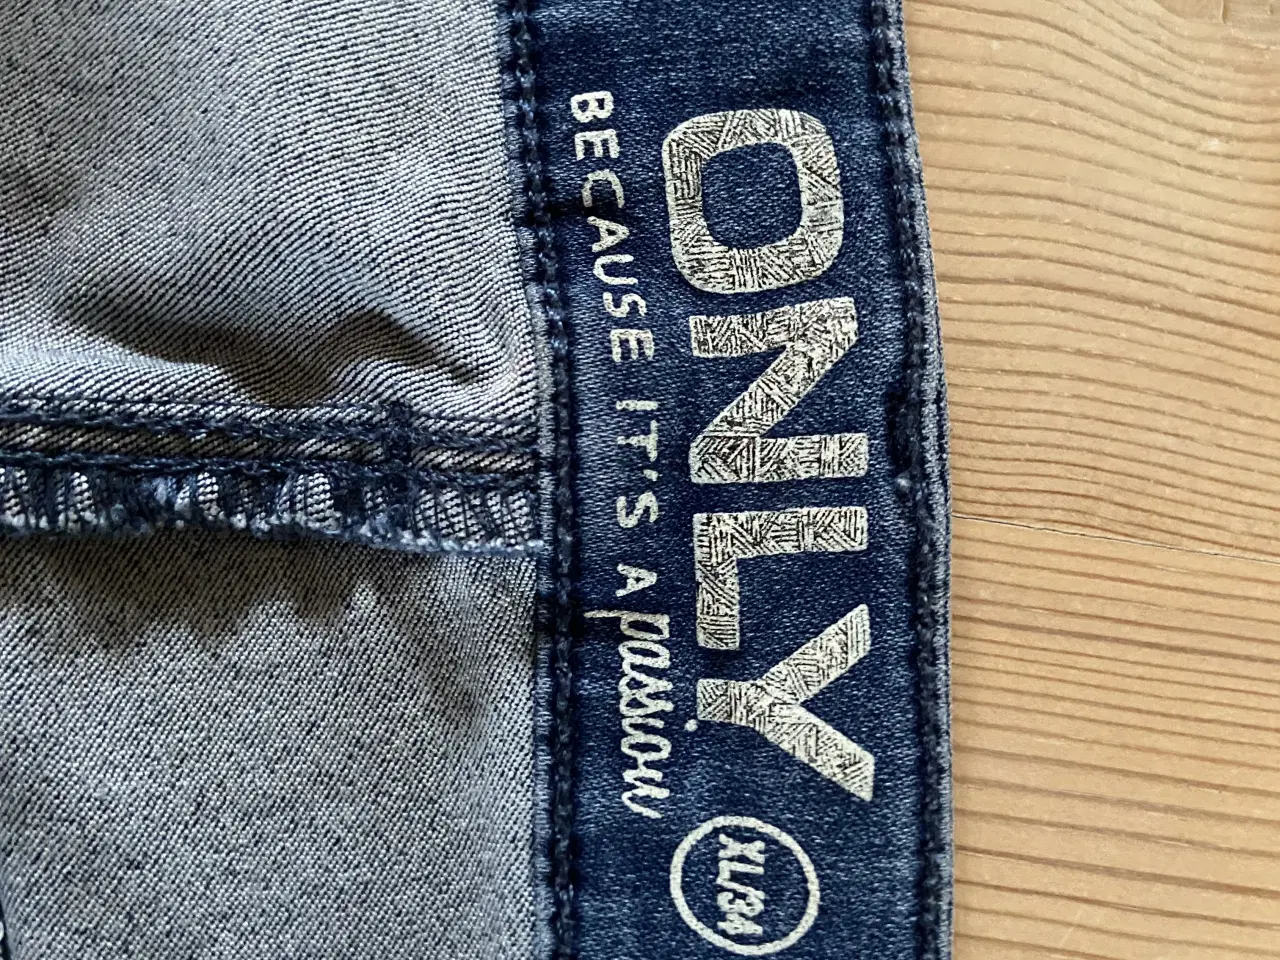 ONLY
BECAUSE IT'S A passion
XL/34